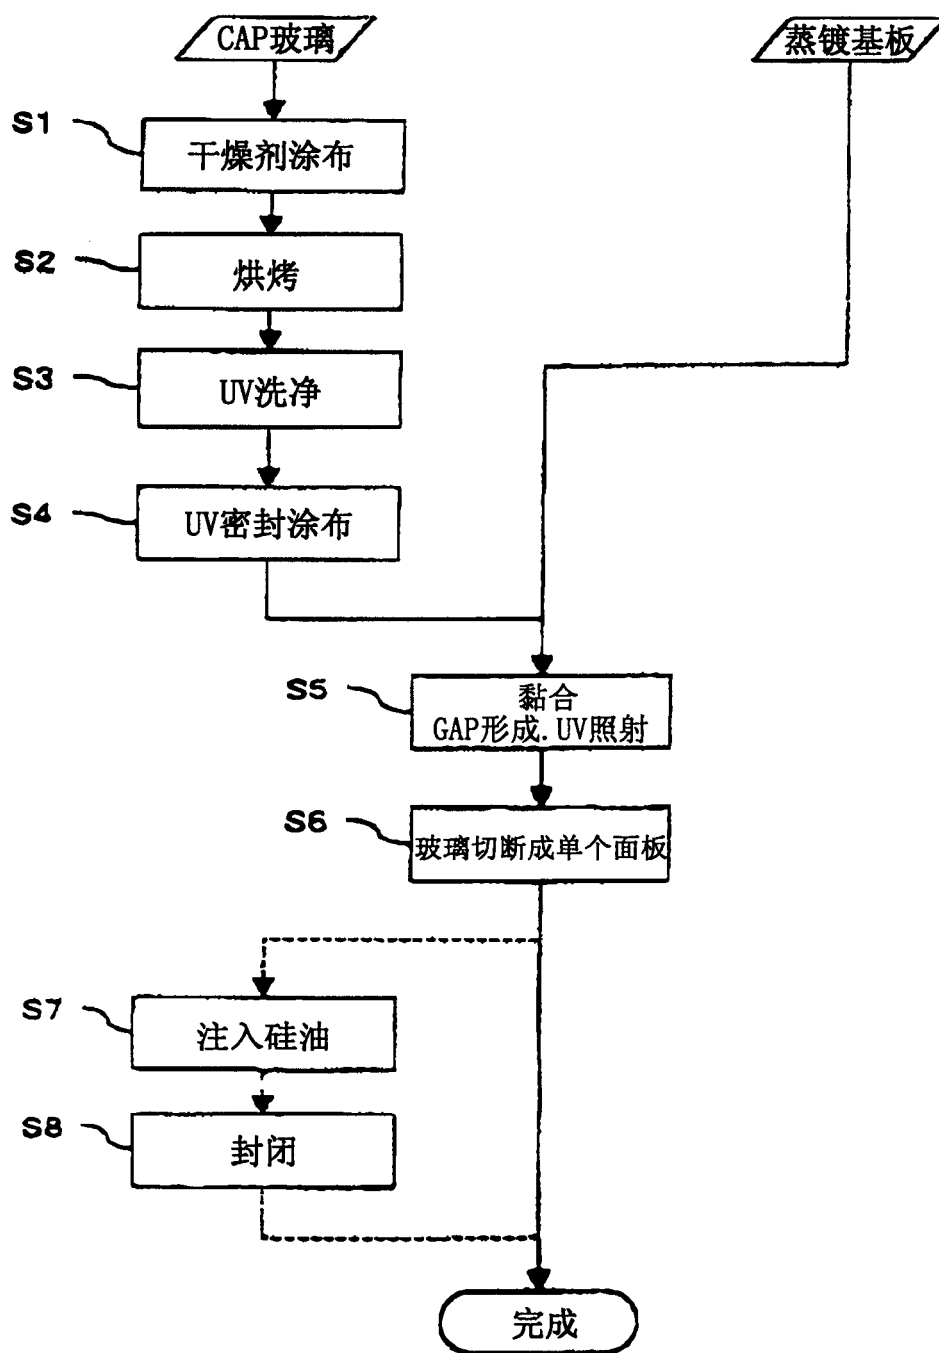 CAP玻璃
蒸镀基板
S1
干燥剂涂布
S2
烘烤
S3
UV洗净
S4
UV密封涂布
S5
黏合
GAP形成.UV照射
S6
玻璃切断成单个面板
S7
注入硅油
S8
封闭
完成